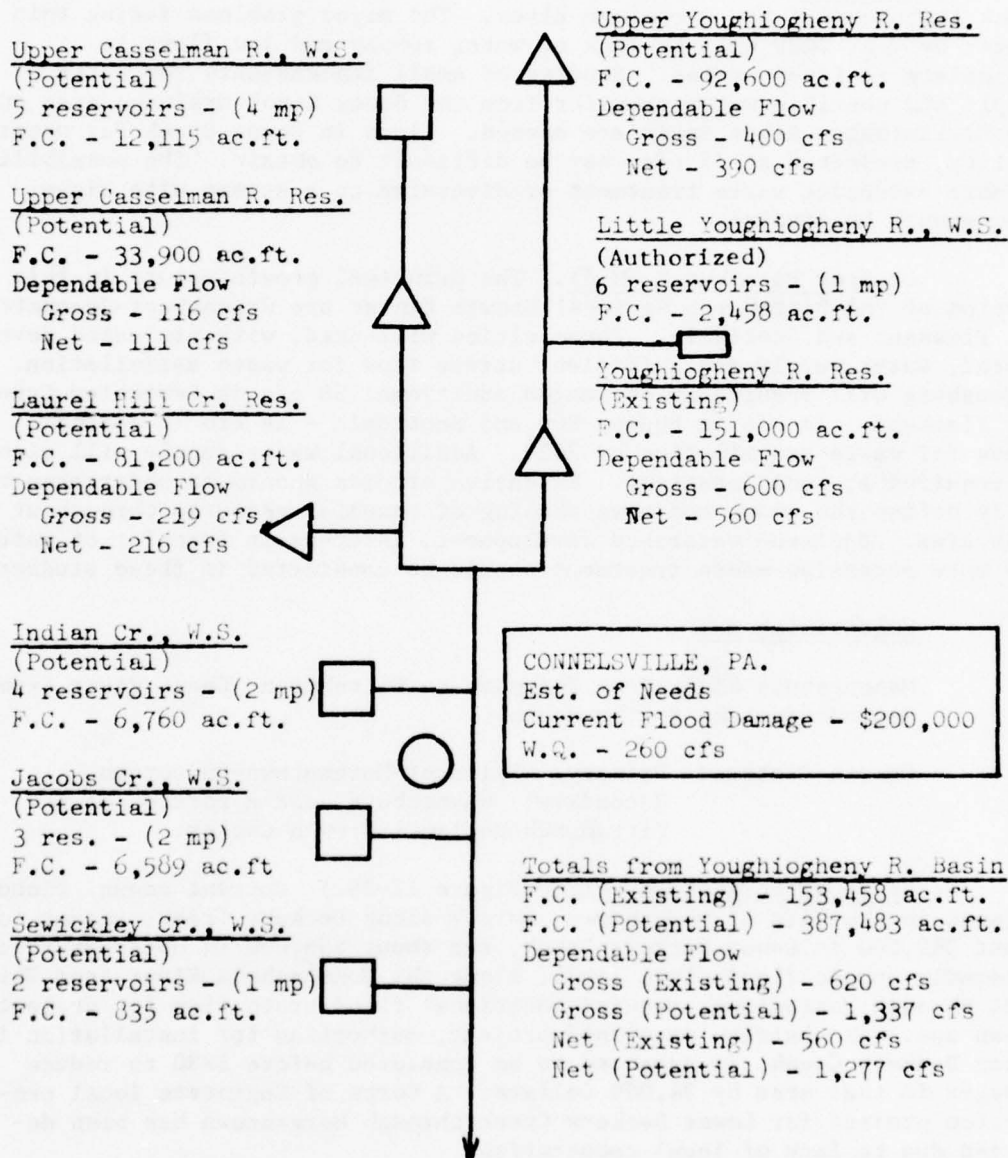 Upper Casselman R., W.S.
(Potential)
5 reservoirs - (4 mp)
F.C. - 12,115 ac.ft.
Upper Casselman R. Res.
(Potential)
F.C. - 33,900 ac.ft.
Dependable Flow
Gross - 116 cfs
Net - 111 cfs
Laurel Hill Cr. Res.
(Potential)
F.C. - 81,200 ac.ft.
Dependable Flow
Gross - 219 cfs
Net - 216 cfs
Indian Cr., W.S.
(Potential)
4 reservoirs - (2 mp)
F.C. - 6,760 ac.ft.
Jacobs Cr., W.S.
(Potential)
3 res. - (2 mp)
F.C. - 6,589 ac.ft
Sewickley Cr., W.S.
(Potential)
2 reservoirs - (1 mp)
F.C. - 835 ac.ft.
Upper Youghiogheny R. Res.
(Potential)
F.C. - 92,600 ac.ft.
Dependable Flow
Gross - 400 cfs
Net - 390 cfs
Little Youghiogheny R., W.S.
(Authorized)
6 reservoirs - (1 mp)
F.C. - 2,458 ac.ft.
Youghiogheny R. Res.
(Existing)
F.C. - 151,000 ac.ft.
Dependable Flow
Gross - 600 cfs
Net - 560 cfs
CONNELSVILLE, PA.
Est. of Needs
Current Flood Damage - $200,000
W.Q. - 260 cfs
Totals from Youghiogheny R. Basin
F.C. (Existing) - 153,458 ac.ft.
F.C. (Potential) - 387,483 ac.ft.
Dependable Flow
Gross (Existing) - 620 cfs
Gross (Potential) - 1,337 cfs
Net (Existing) - 560 cfs
Net (Potential) - 1,277 cfs